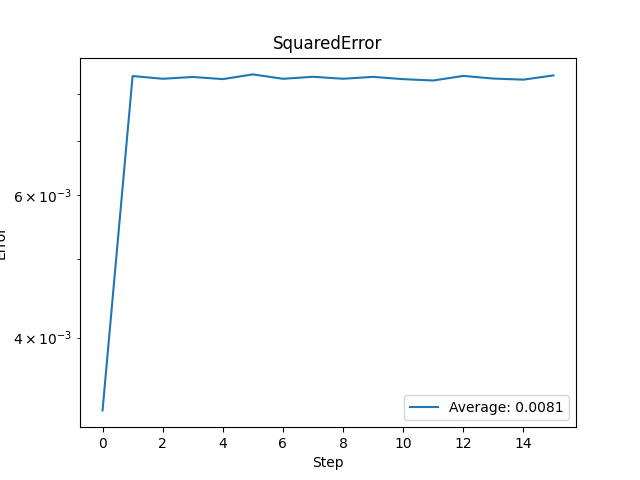 SquaredError
6 × 10⁻³
4 × 10⁻³
Error
Average: 0.0081
0 2 4 6 8 10 12 14
Step